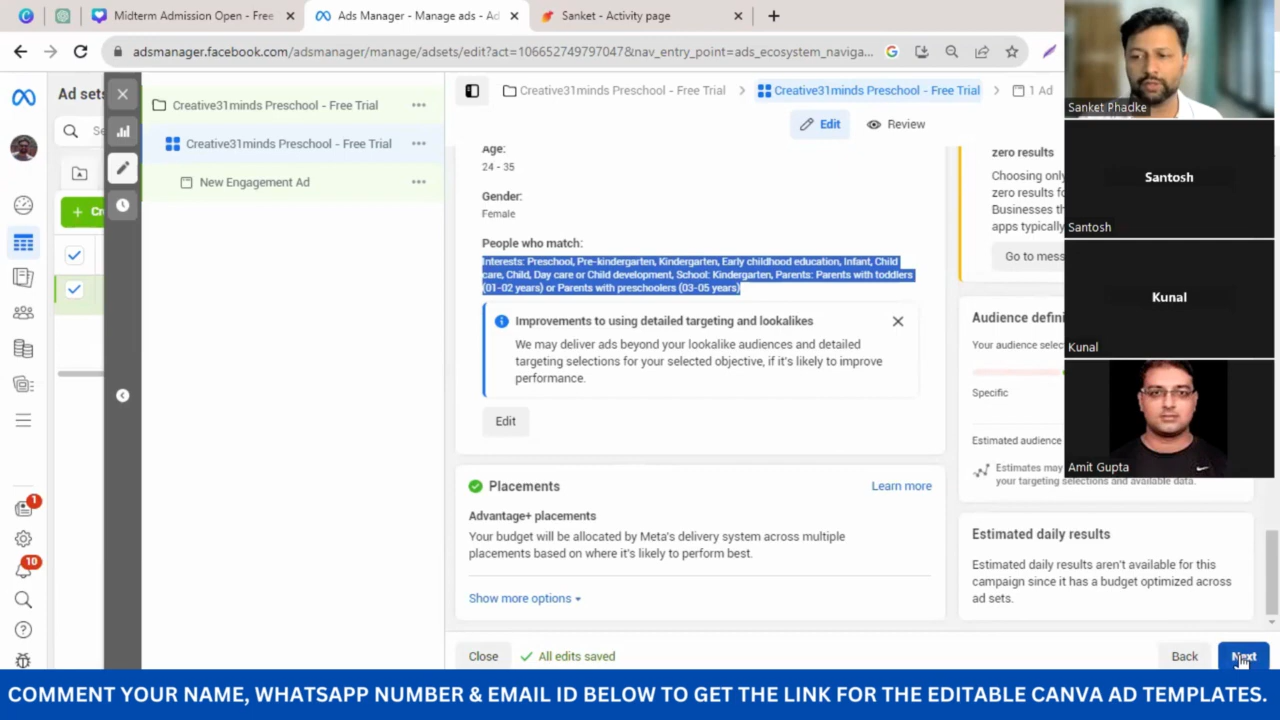 Midterm Admission Open - Free
Ads Manager - Manage ads - Ad
Sanket - Activity page
adsmanager.facebook.com/adsmanager/manage/adsets/edit?act=106652749797047&nav_entry_point=ads_ecosystem_naviga...
Ad sets
Creative31minds Preschool - Free Trial
Creative31minds Preschool - Free Trial
New Engagement Ad
Creative31minds Preschool - Free Trial
Creative31minds Preschool - Free Trial
1 Ad
Edit
Review
Age:
24 - 35
Gender:
Female
People who match:
Interests: Preschool, Pre-kindergarten, Kindergarten, Early childhood education, Infant, Child
care, Child, Day care or Child development, School: Kindergarten, Parents: Parents with toddlers
(01-02 years) or Parents with preschoolers (03-05 years)
Improvements to using detailed targeting and lookalikes
We may deliver ads beyond your lookalike audiences and detailed
targeting selections for your selected objective, if it's likely to improve
performance.
Edit
Placements
Learn more
Advantage+ placements
Your budget will be allocated by Meta's delivery system across multiple
placements based on where it's likely to perform best.
Show more options
Close
All edits saved
Back
Next
zero results
Choosing only
zero results fo
Businesses th
apps typically
Go to mess
Audience defini
Your audience selec
Specific
Estimated audience
Estimates may
your targeting selections and available data.
Estimated daily results
Estimated daily results aren't available for this
campaign since it has a budget optimized across
ad sets.
Sanket Phadke
Santosh
Santosh
Kunal
Kunal
Amit Gupta
1
10
COMMENT YOUR NAME, WHATSAPP NUMBER & EMAIL ID BELOW TO GET THE LINK FOR THE EDITABLE CANVA AD TEMPLATES.